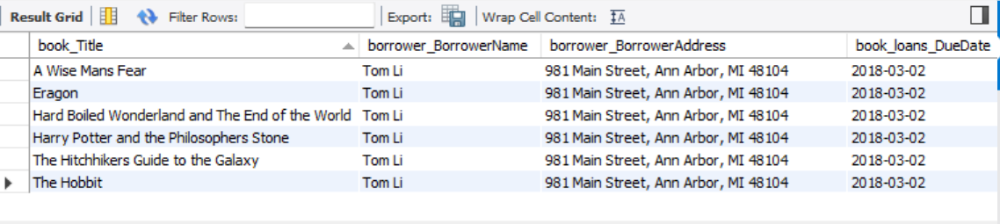 Result Grid Filter Rows: Export: Wrap Cell Content: IA
book_Title borrower_BorrowerName borrower_BorrowerAddress book_loans_DueDate
A Wise Mans Fear Tom Li 981 Main Street, Ann Arbor, MI 48104 2018-03-02
Eragon Tom Li 981 Main Street, Ann Arbor, MI 48104 2018-03-02
Hard Boiled Wonderland and The End of the World Tom Li 981 Main Street, Ann Arbor, MI 48104 2018-03-02
Harry Potter and the Philosophers Stone Tom Li 981 Main Street, Ann Arbor, MI 48104 2018-03-02
The Hitchhikers Guide to the Galaxy Tom Li 981 Main Street, Ann Arbor, MI 48104 2018-03-02
The Hobbit Tom Li 981 Main Street, Ann Arbor, MI 48104 2018-03-02